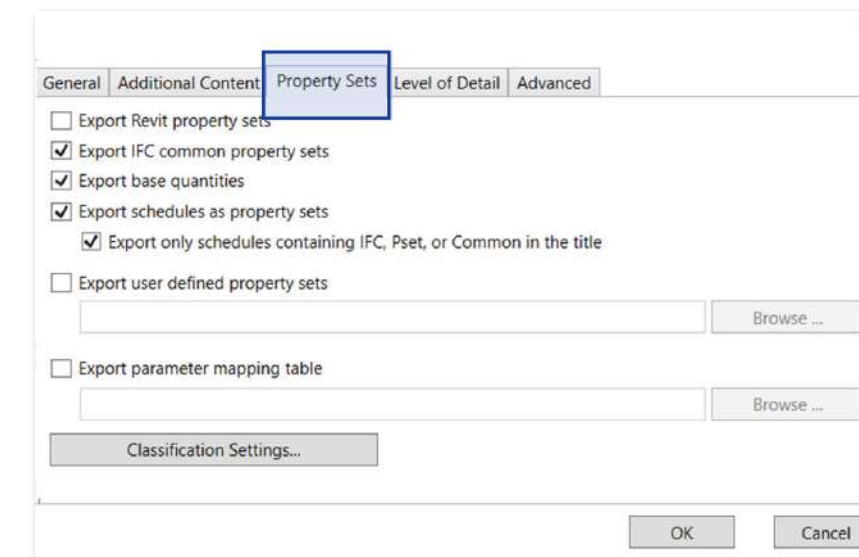 General Additional Content Property Sets Level of Detail Advanced
Export Revit property sets
Export IFC common property sets
Export base quantities
Export schedules as property sets
Export only schedules containing IFC, Pset, or Common in the title
Export user defined property sets
Browse ...
Export parameter mapping table
Browse ...
Classification Settings...
OK Cancel